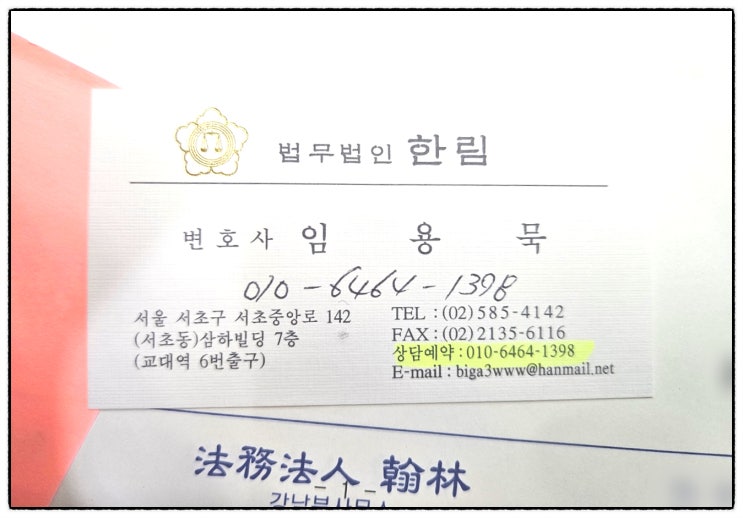 법무법인 한림
변호사 임 용 묵
010-6464-1398
서울 서초구 서초중앙로 142
(서초동)삼하빌딩 7층
(교대역 6번출구)
TEL : (02)585-4142
FAX : (02)2135-6116
상담예약 : 010-6464-1398
E-mail : biga3www@hanmail.net
法務法人 翰林
- 1 -